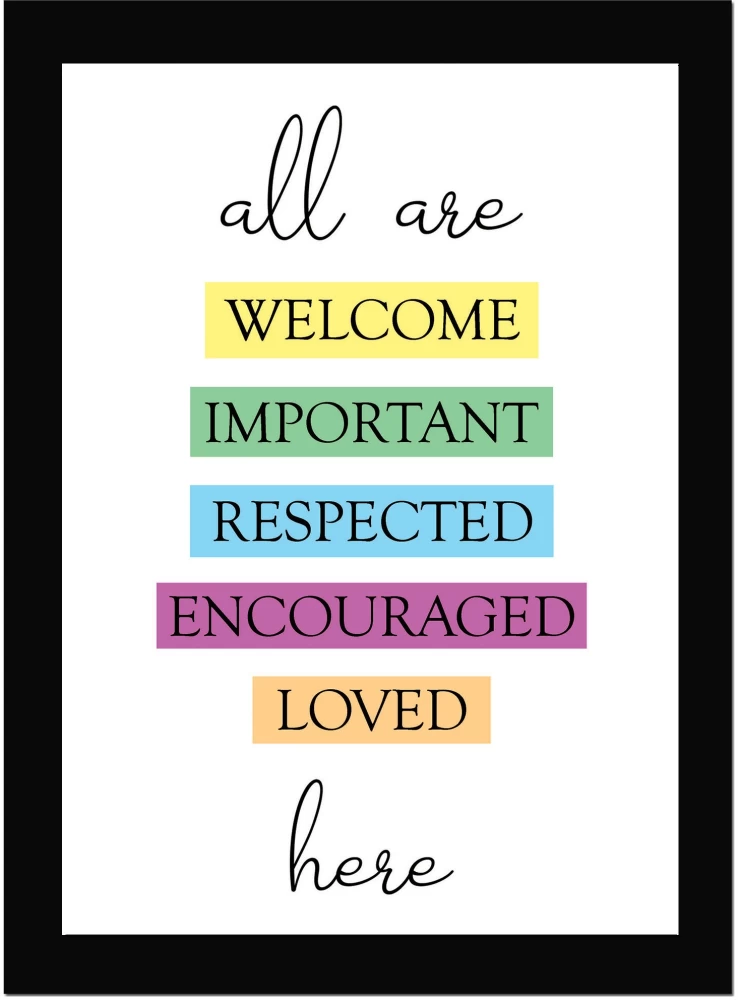 all are
WELCOME
IMPORTANT
RESPECTED
ENCOURAGED
LOVED
here